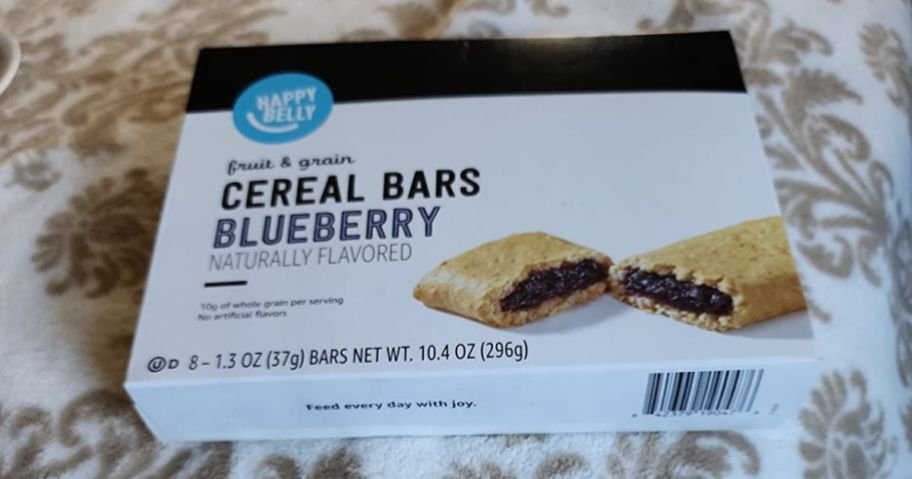 HAPPY
BELLY
fruit & grain
CEREAL BARS
BLUEBERRY
NATURALLY FLAVORED
10g of whole grain per serving
No artificial flavors
U D 8 – 1.3 OZ (37g) BARS NET WT. 10.4 OZ (296g)
Feed every day with joy.